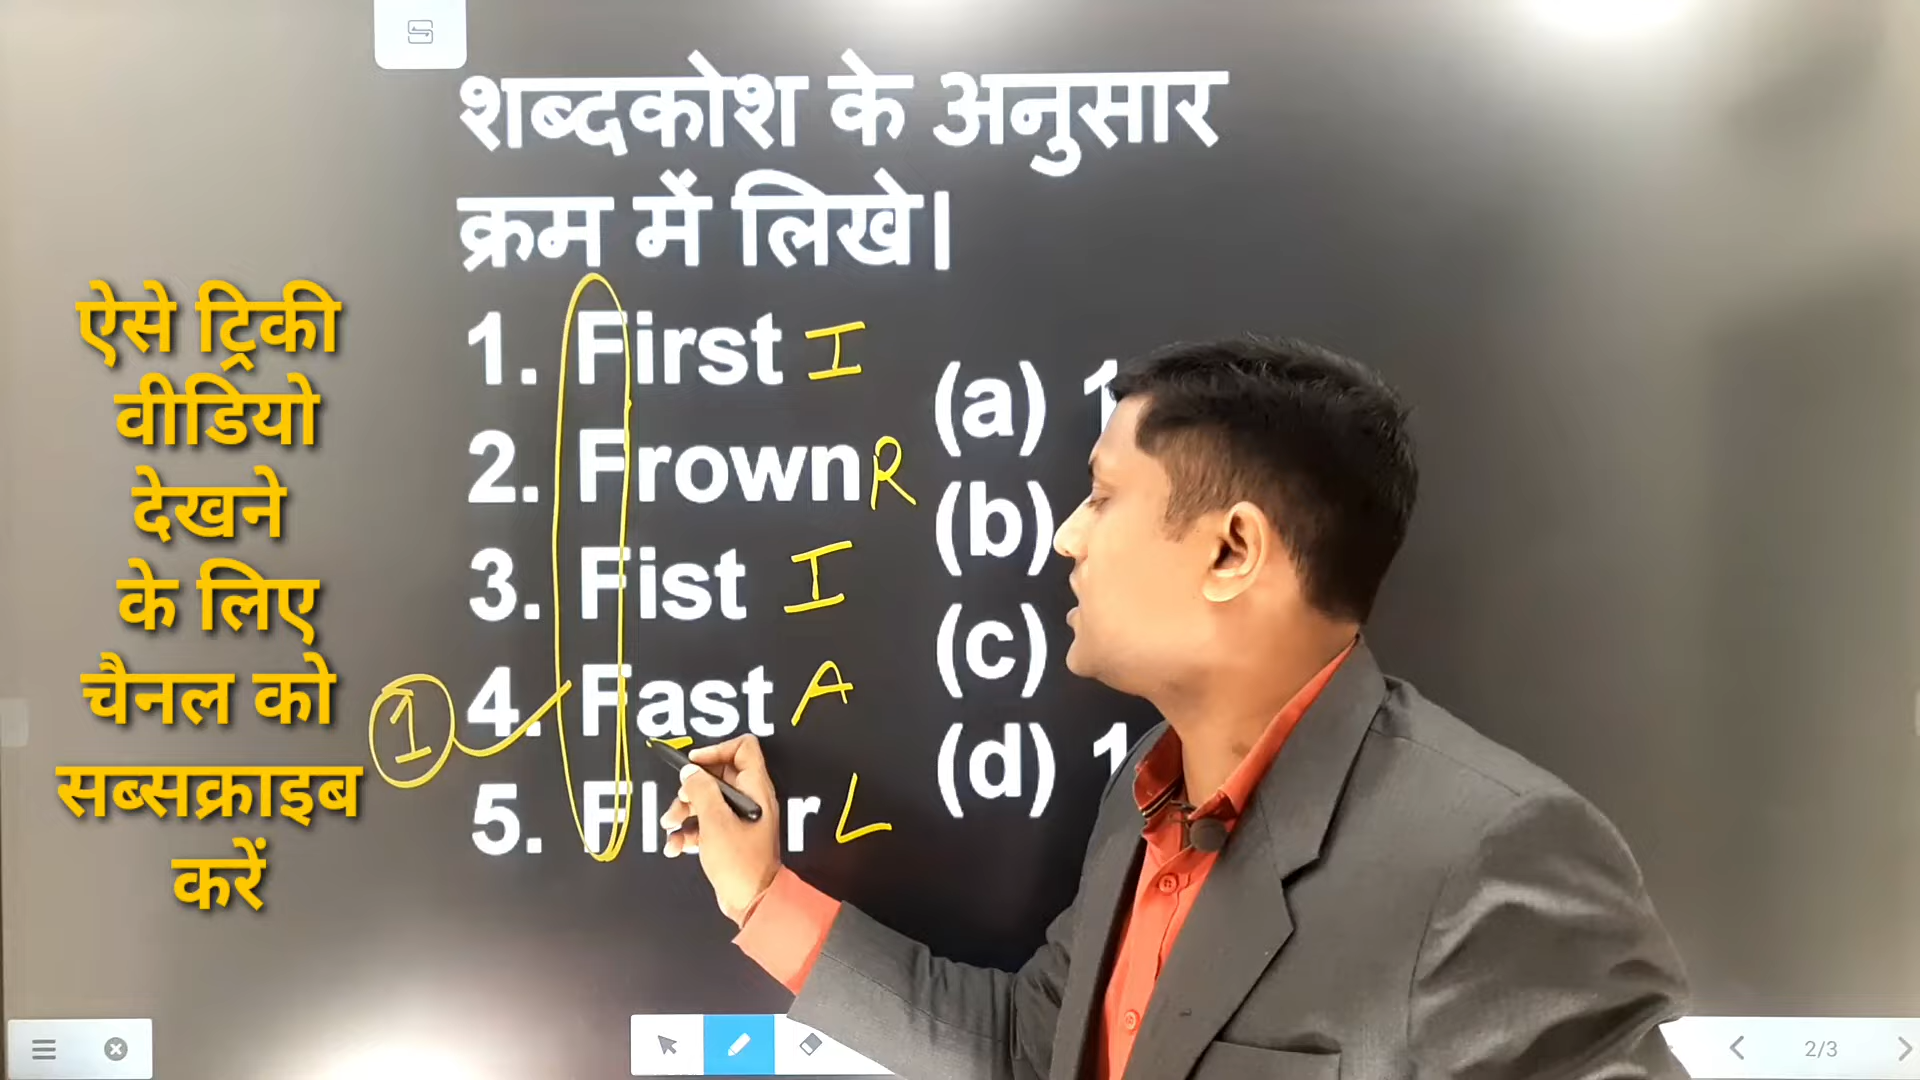 शब्दकोश के अनुसार
क्रम में लिखे।
1. First I
2. Frown R
3. Fist I
1 4. Fast A
5. L
(a) 1
(b)
(c)
(d) 1
ऐसे ट्रिकी
वीडियो
देखने
के लिए
चैनल को
सब्सक्राइब
करें
2/3